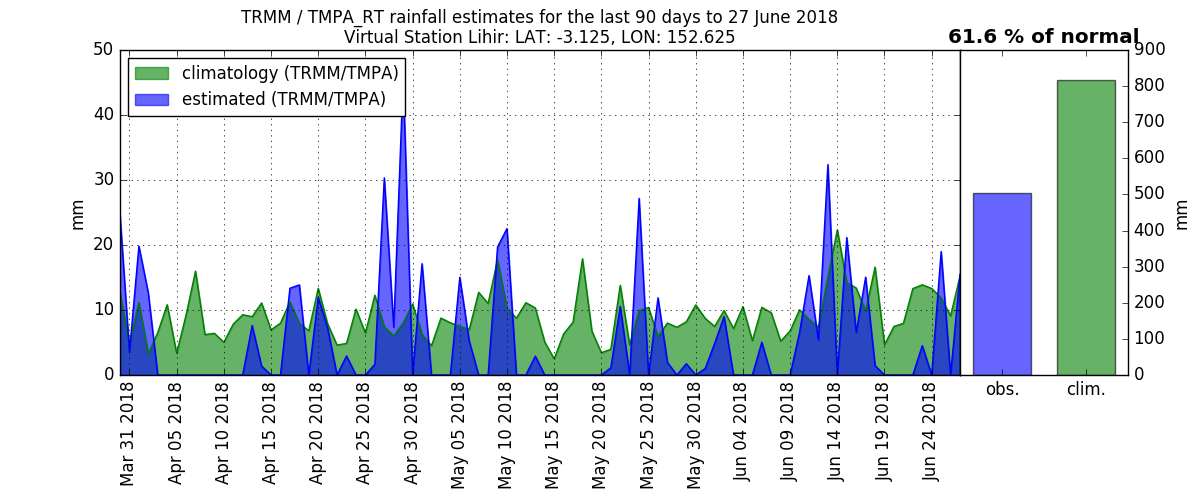 TRMM / TMPA_RT rainfall estimates for the last 90 days to 27 June 2018
Virtual Station Lihir: LAT: -3.125, LON: 152.625
61.6 % of normal
climatology (TRMM/TMPA)
estimated (TRMM/TMPA)
mm
50
40
30
20
10
0
Mar 31 2018
Apr 05 2018
Apr 10 2018
Apr 15 2018
Apr 20 2018
Apr 25 2018
Apr 30 2018
May 05 2018
May 10 2018
May 15 2018
May 20 2018
May 25 2018
May 30 2018
Jun 04 2018
Jun 09 2018
Jun 14 2018
Jun 19 2018
Jun 24 2018
obs.
clim.
900
800
700
600
500
400
300
200
100
0
mm